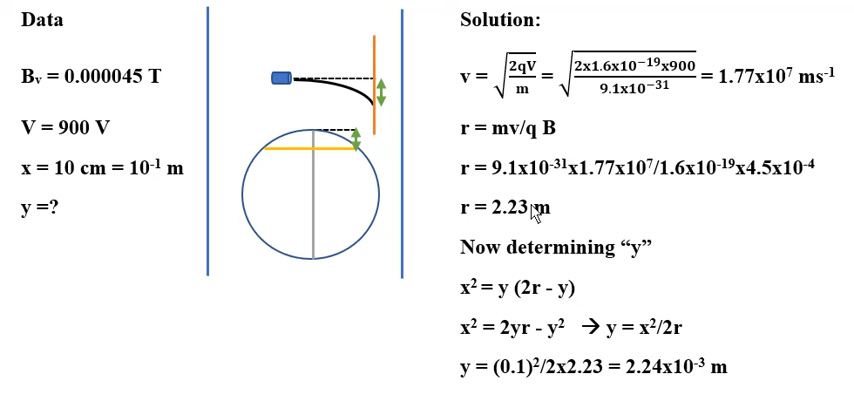 Data
Bᵥ = 0.000045 T
V = 900 V
x = 10 cm = 10⁻¹ m
y =?
Solution:
v = √(2qV/m) = √(2x1.6x10⁻¹⁹x900/9.1x10⁻³¹) = 1.77x10⁷ ms⁻¹
r = mv/q B
r = 9.1x10⁻³¹x1.77x10⁷/1.6x10⁻¹⁹x4.5x10⁻⁴
r = 2.23 m
Now determining “y”
x² = y (2r - y)
x² = 2yr - y² → y = x²/2r
y = (0.1)²/2x2.23 = 2.24x10⁻³ m